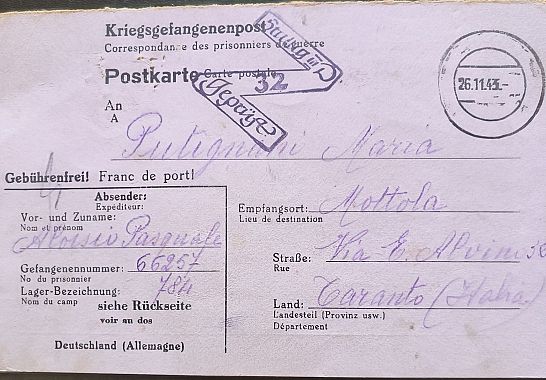 Kriegsgefangenenpost
Correspondance des prisonniers de guerre
Postkarte Carte postale
32
Geprüft
26.11.43.-
An
A
Putignani Maria
Gebührenfrei! Franc de port!
Absender:
Expéditeur:
Vor- und Zuname:
Nom et prénom
Aloisio Pasquale
Gefangenennummer: 66257
No du prisonnier
Lager-Bezeichnung: 784
Nom du camp
siehe Rückseite
voir au dos
Deutschland (Allemagne)
Empfangsort: Mottola
Lieu de destination
Straße: Via E. Alvino
Rue
Land: Taranto (Italia)
Landesteil (Provinz usw.)
Département